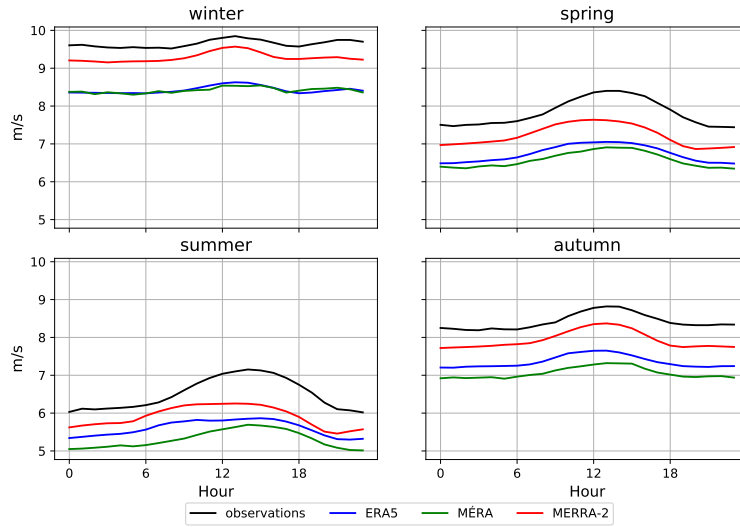 winter
spring
10
9
8
7
6
5
m/s
summer
autumn
10
9
8
7
6
5
m/s
0
6
12
18
0
6
12
18
Hour
Hour
observations
ERA5
MÉRA
MERRA-2